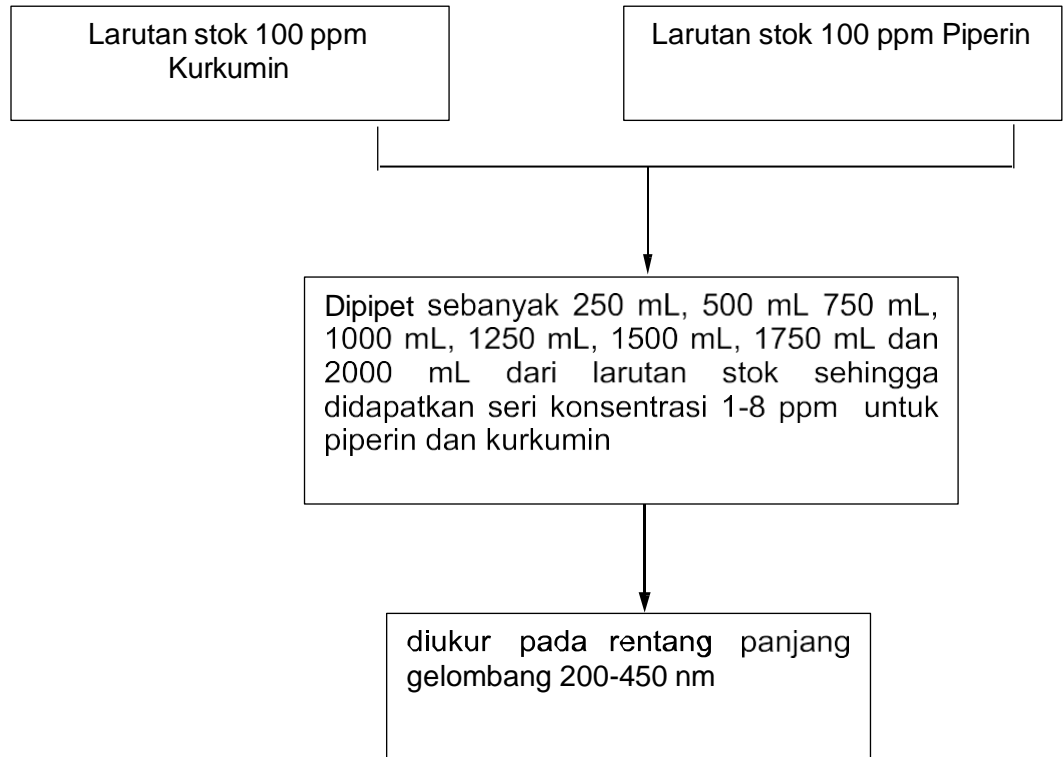 Larutan stok 100 ppm
Kurkumin
Larutan stok 100 ppm Piperin
Dipipet sebanyak 250 mL, 500 mL 750 mL,
1000 mL, 1250 mL, 1500 mL, 1750 mL dan
2000 mL dari larutan stok sehingga
didapatkan seri konsentrasi 1-8 ppm untuk
piperin dan kurkumin
diukur pada rentang panjang
gelombang 200-450 nm